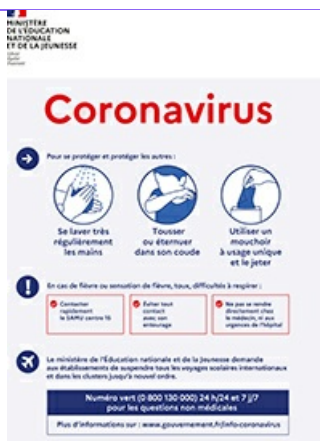 MINISTÈRE
DE L'ÉDUCATION
NATIONALE
ET DE LA JEUNESSE
Coronavirus
Pour se protéger et protéger les autres :
Se laver très
régulièrement
les mains
Tousser
ou éternuer
dans son coude
Utiliser un
mouchoir
à usage unique
et le jeter
En cas de fièvre ou sensation de fièvre, toux, difficultés à respirer :
Contacter
rapidement
le SAMU centre 15
Éviter tout
contact
avec son
entourage
Ne pas se rendre
directement chez
le médecin, ni aux
urgences de l'hôpital
Le ministère de l'Éducation nationale et de la Jeunesse demande
aux établissements de suspendre tous les voyages scolaires internationaux
et dans les clusters jusqu'à nouvel ordre.
Numéro vert (0 800 130 000) 24 h/24 et 7 j/7
pour les questions non médicales
Plus d'informations sur : www.gouvernement.fr/info-coronavirus